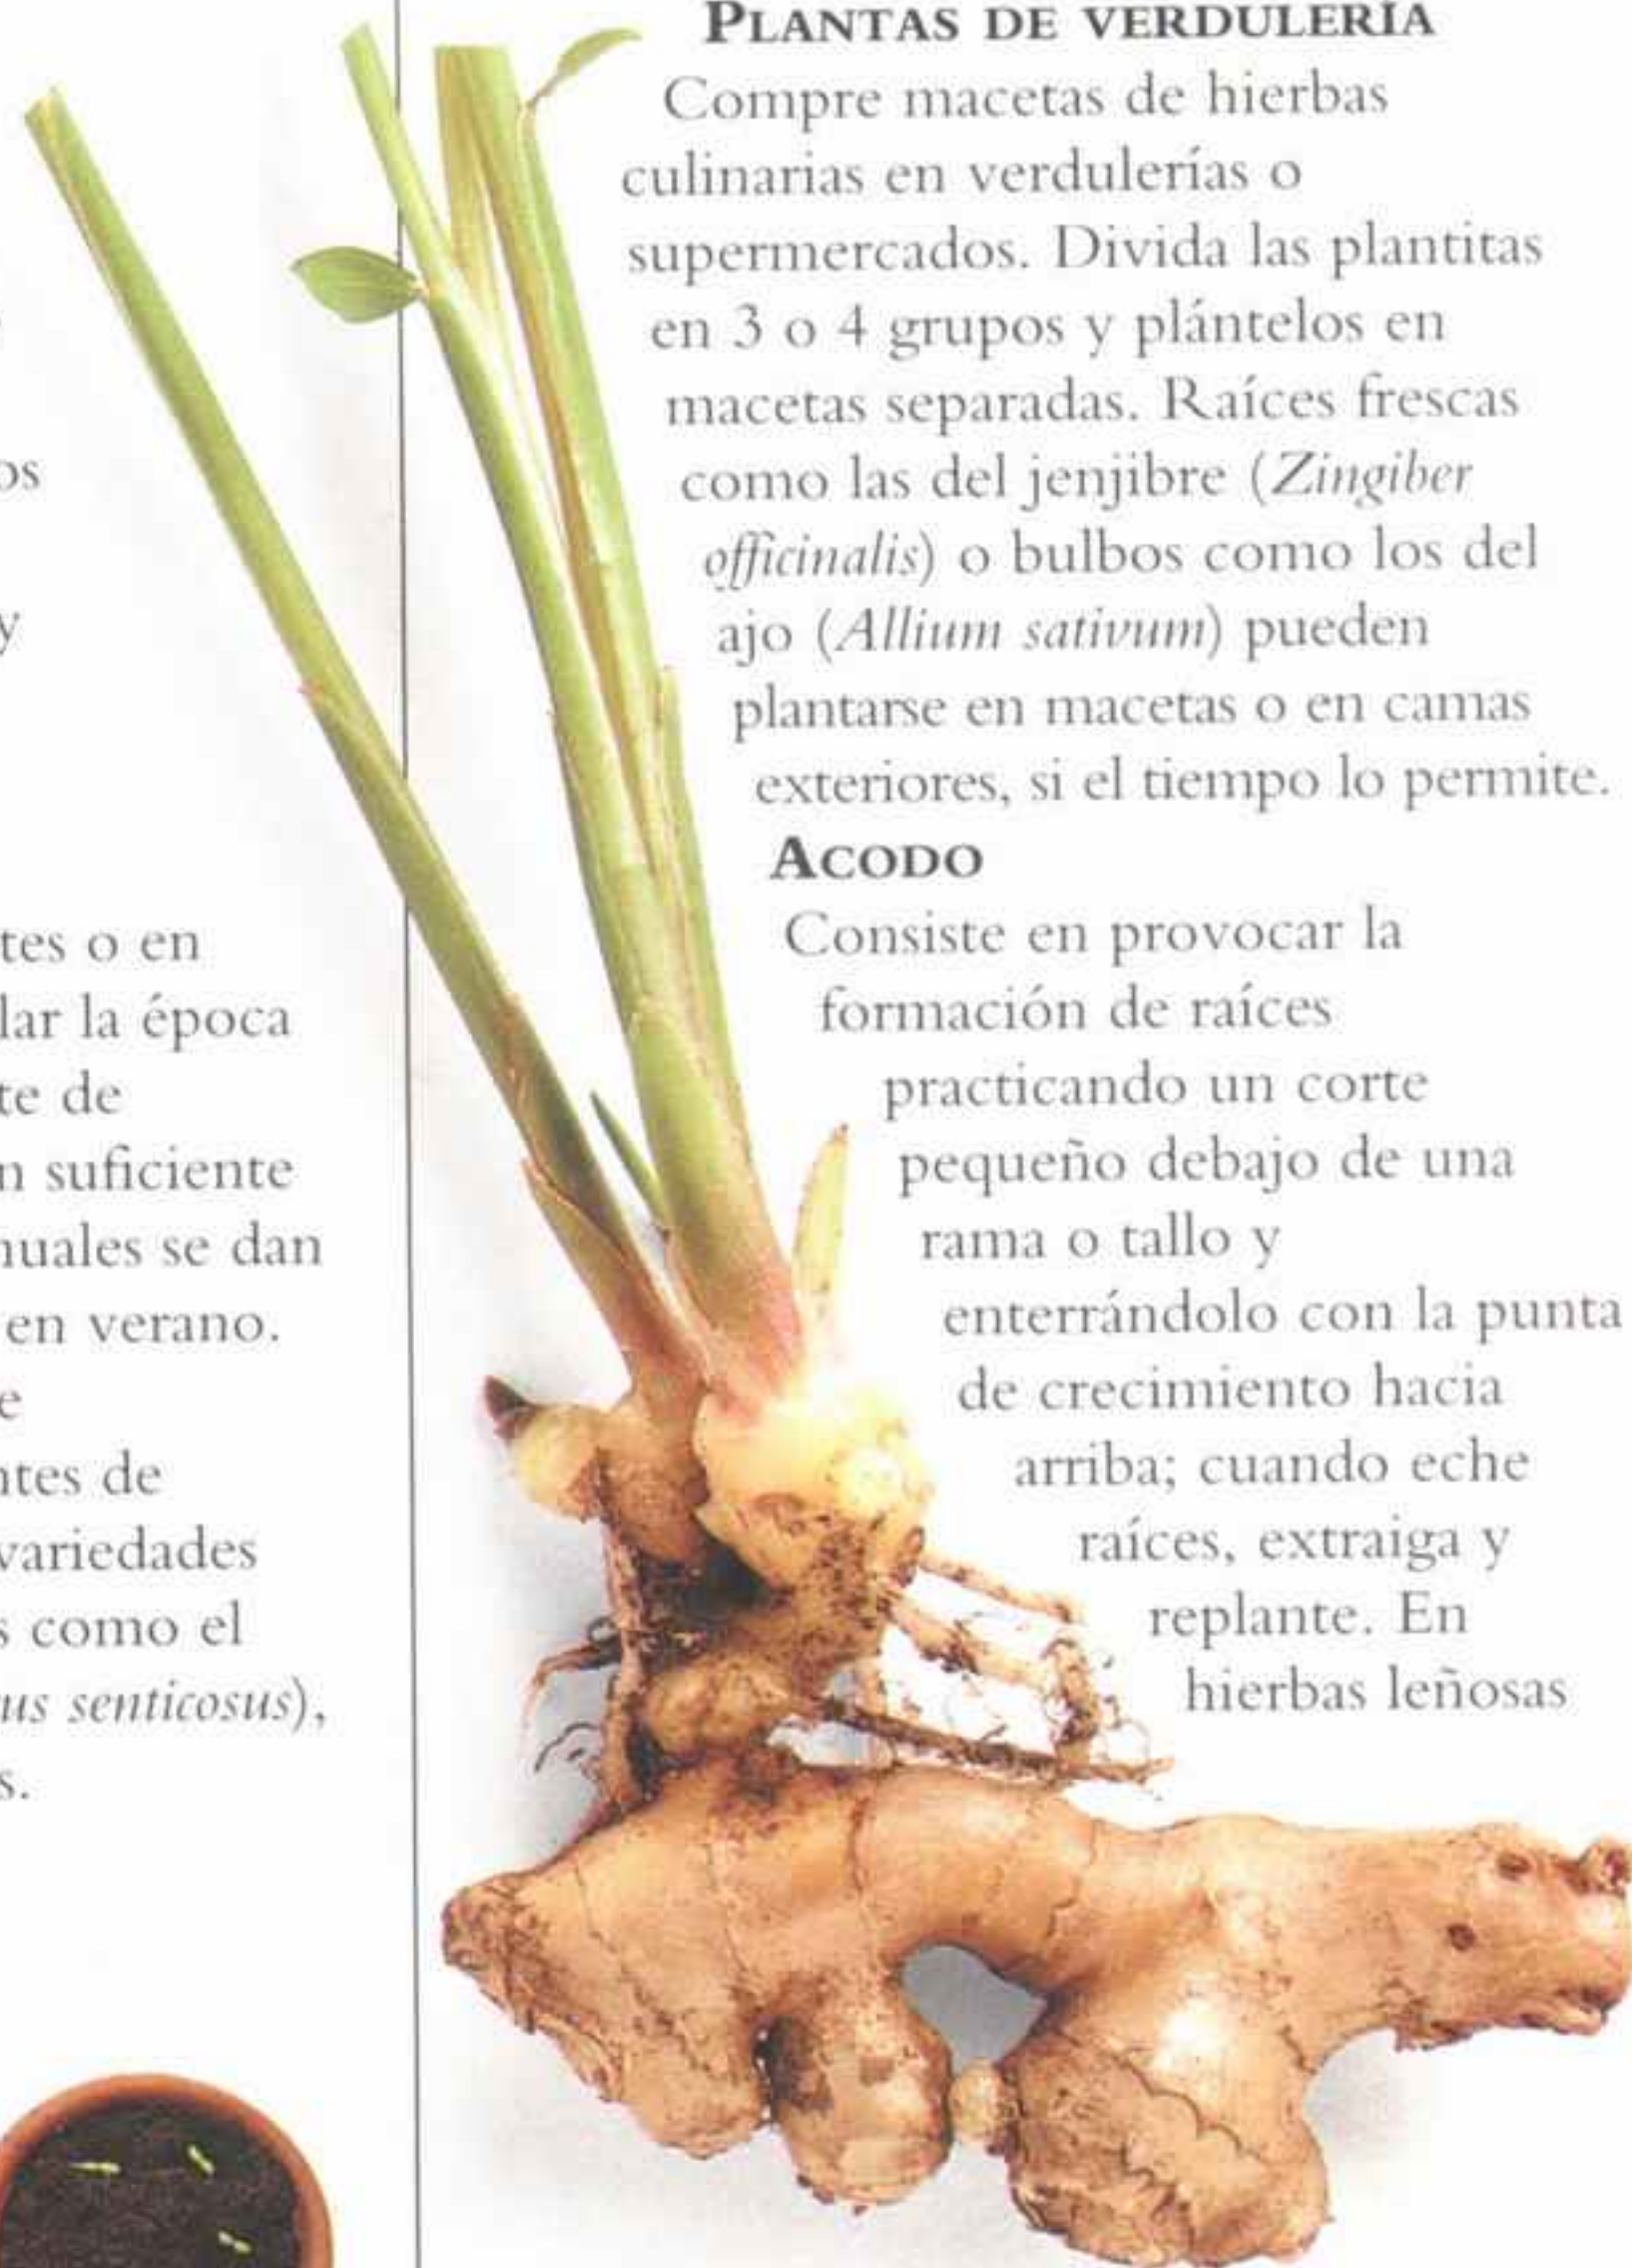 os
y
tes o en
lar la época
te de
n suficiente
nuales se dan
en verano.
e
ntes de
variedades
s como el
us senticosus),
s.
PLANTAS DE VERDULERÍA
Compre macetas de hierbas
culinarias en verdulerías o
supermercados. Divida las plantitas
en 3 o 4 grupos y plántelos en
macetas separadas. Raíces frescas
como las del jenjibre (Zingiber
officinalis) o bulbos como los del
ajo (Allium sativum) pueden
plantarse en macetas o en camas
exteriores, si el tiempo lo permite.
ACODO
Consiste en provocar la
formación de raíces
practicando un corte
pequeño debajo de una
rama o tallo y
enterrándolo con la punta
de crecimiento hacia
arriba; cuando eche
raíces, extraiga y
replante. En
hierbas leñosas